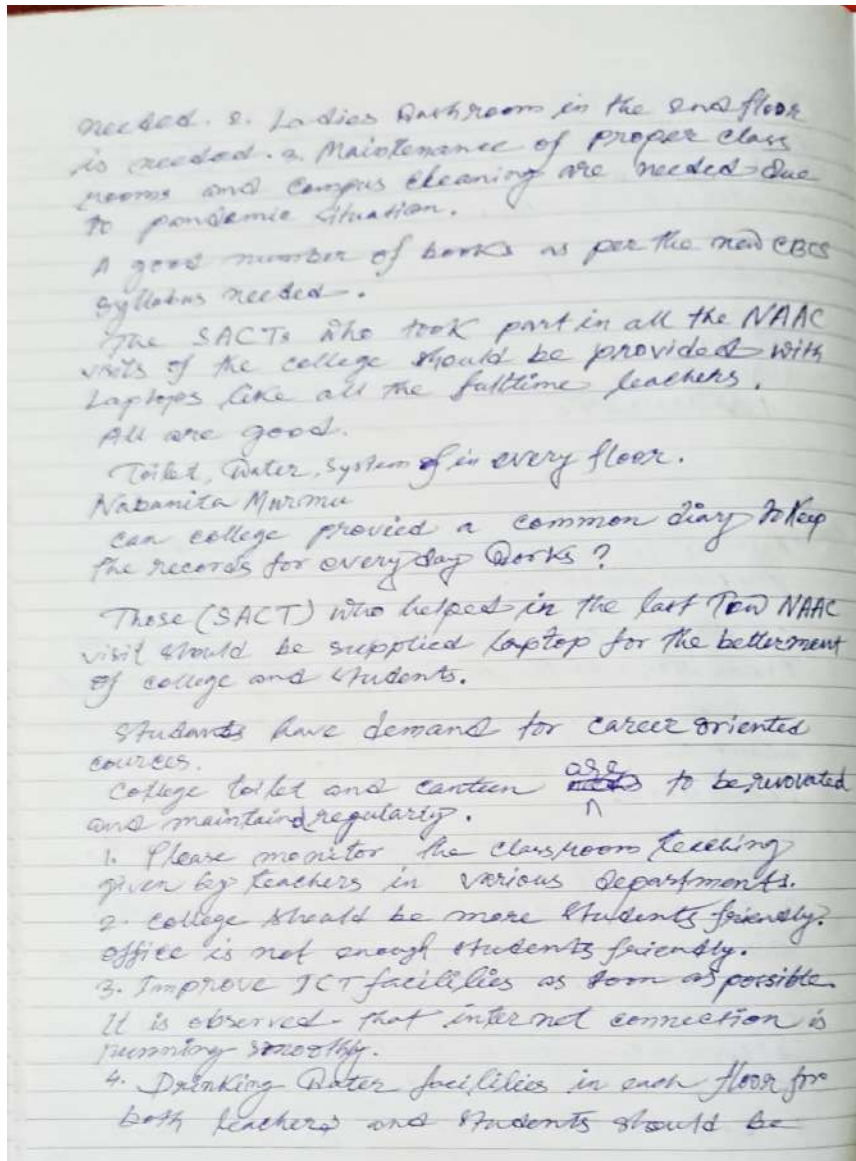 needed. 2. Ladies Bathroom in the 2nd floor
is needed. 3. Maintenance of proper class
rooms and campus cleaning are needed due
to pandemic situation.
A good number of books as per the new CBCS
syllabus needed.
The SACTs who took part in all the NAAC
visits of the college should be provided with
Laptops like all the fulltime teachers.
All are good.
Toilet, Water, system of in every floor.
Nabanita Murmu
can college provied a common diary to keep
the records for every day works?
Those (SACT) who helped in the last Tow NAAC
visit should be supplied laptop for the betterment
of college and students.
Students have demand for career oriented
cources.
College toilet and canteen are to be renovated
and maintaind regularly.
1. Please monitor the classroom teaching
given by teachers in various departments.
2. college should be more students friendly.
office is not enough students friendly.
3. Improve ICT facilities as soon as possible.
It is observed that internet connection is
running smoothly.
4. Drinking Water facilities in each floor for
both teachers and students should be